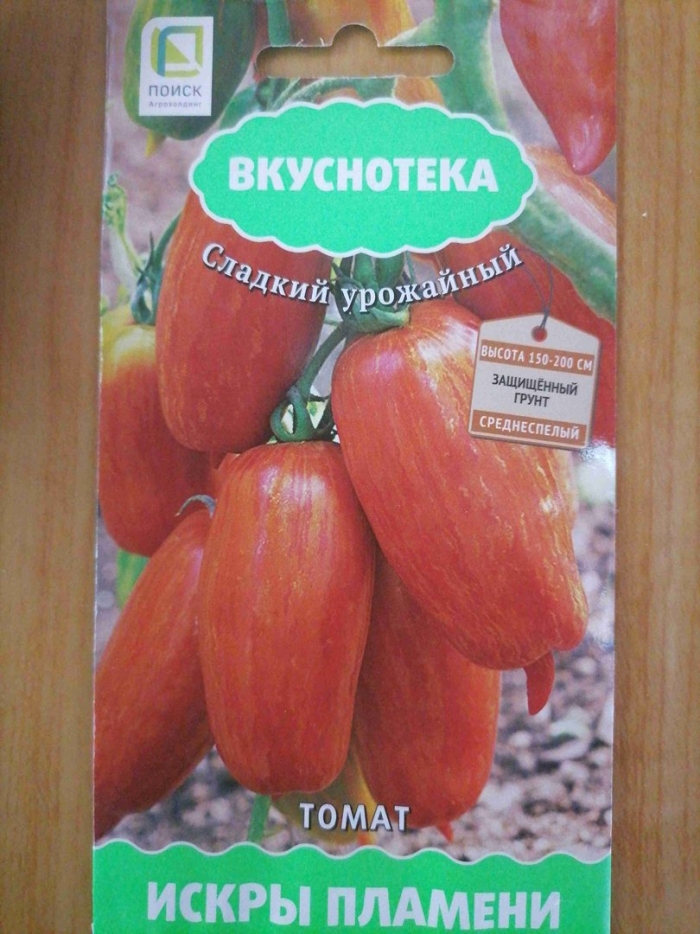 ПОИСК
Агрохолдинг
ВКУСНОТЕКА
Сладкий урожайный
ВЫСОТА 150-200 СМ
ЗАЩИЩЁННЫЙ
ГРУНТ
СРЕДНЕСПЕЛЫЙ
ТОМАТ
ИСКРЫ ПЛАМЕНИ